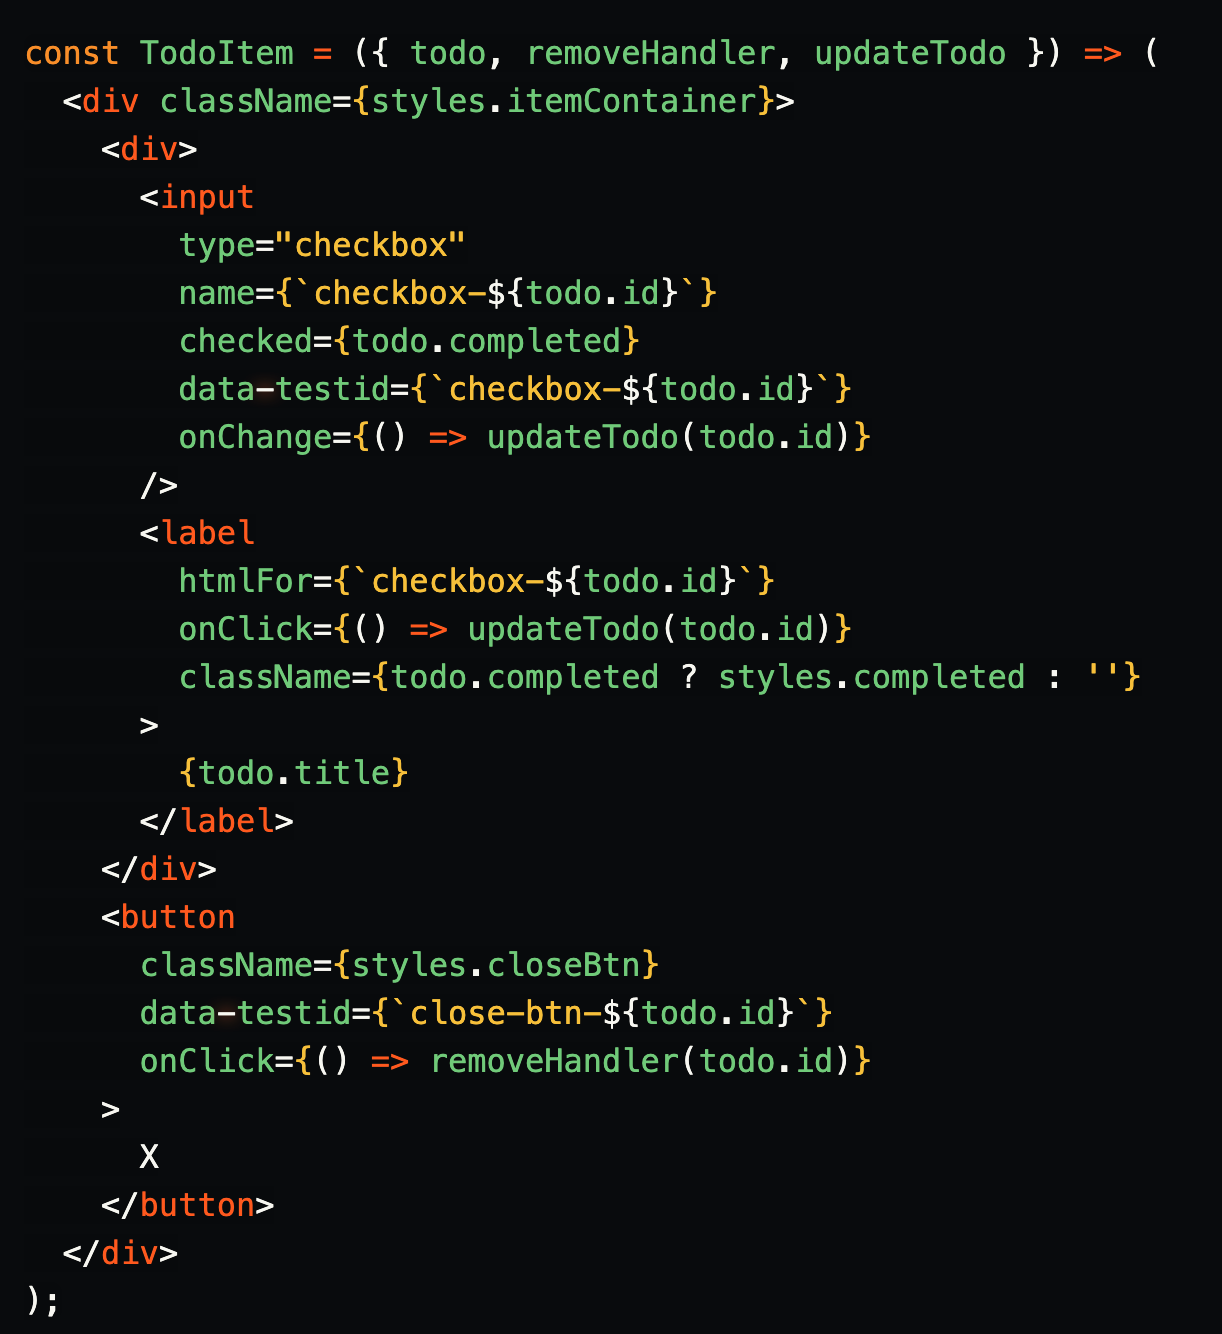 const TodoItem = ({ todo, removeHandler, updateTodo }) => (
  <div className={styles.itemContainer}>
    <div>
      <input
        type="checkbox"
        name={`checkbox-${todo.id}`}
        checked={todo.completed}
        data-testid={`checkbox-${todo.id}`}
        onChange={() => updateTodo(todo.id)}
      />
      <label
        htmlFor={`checkbox-${todo.id}`}
        onClick={() => updateTodo(todo.id)}
        className={todo.completed ? styles.completed : ''}
      >
        {todo.title}
      </label>
    </div>
    <button
      className={styles.closeBtn}
      data-testid={`close-btn-${todo.id}`}
      onClick={() => removeHandler(todo.id)}
    >
      X
    </button>
  </div>
);